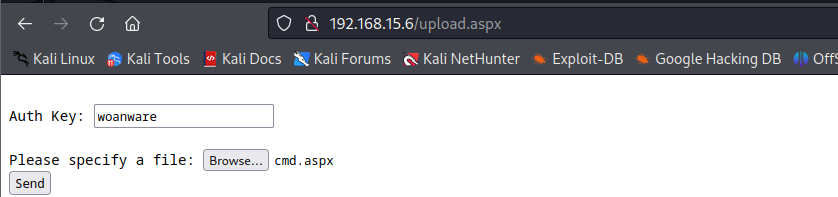 192.168.15.6/upload.aspx
Kali Linux Kali Tools Kali Docs Kali Forums Kali NetHunter Exploit-DB Google Hacking DB OffS
Auth Key: woanware
Please specify a file: Browse... cmd.aspx
Send